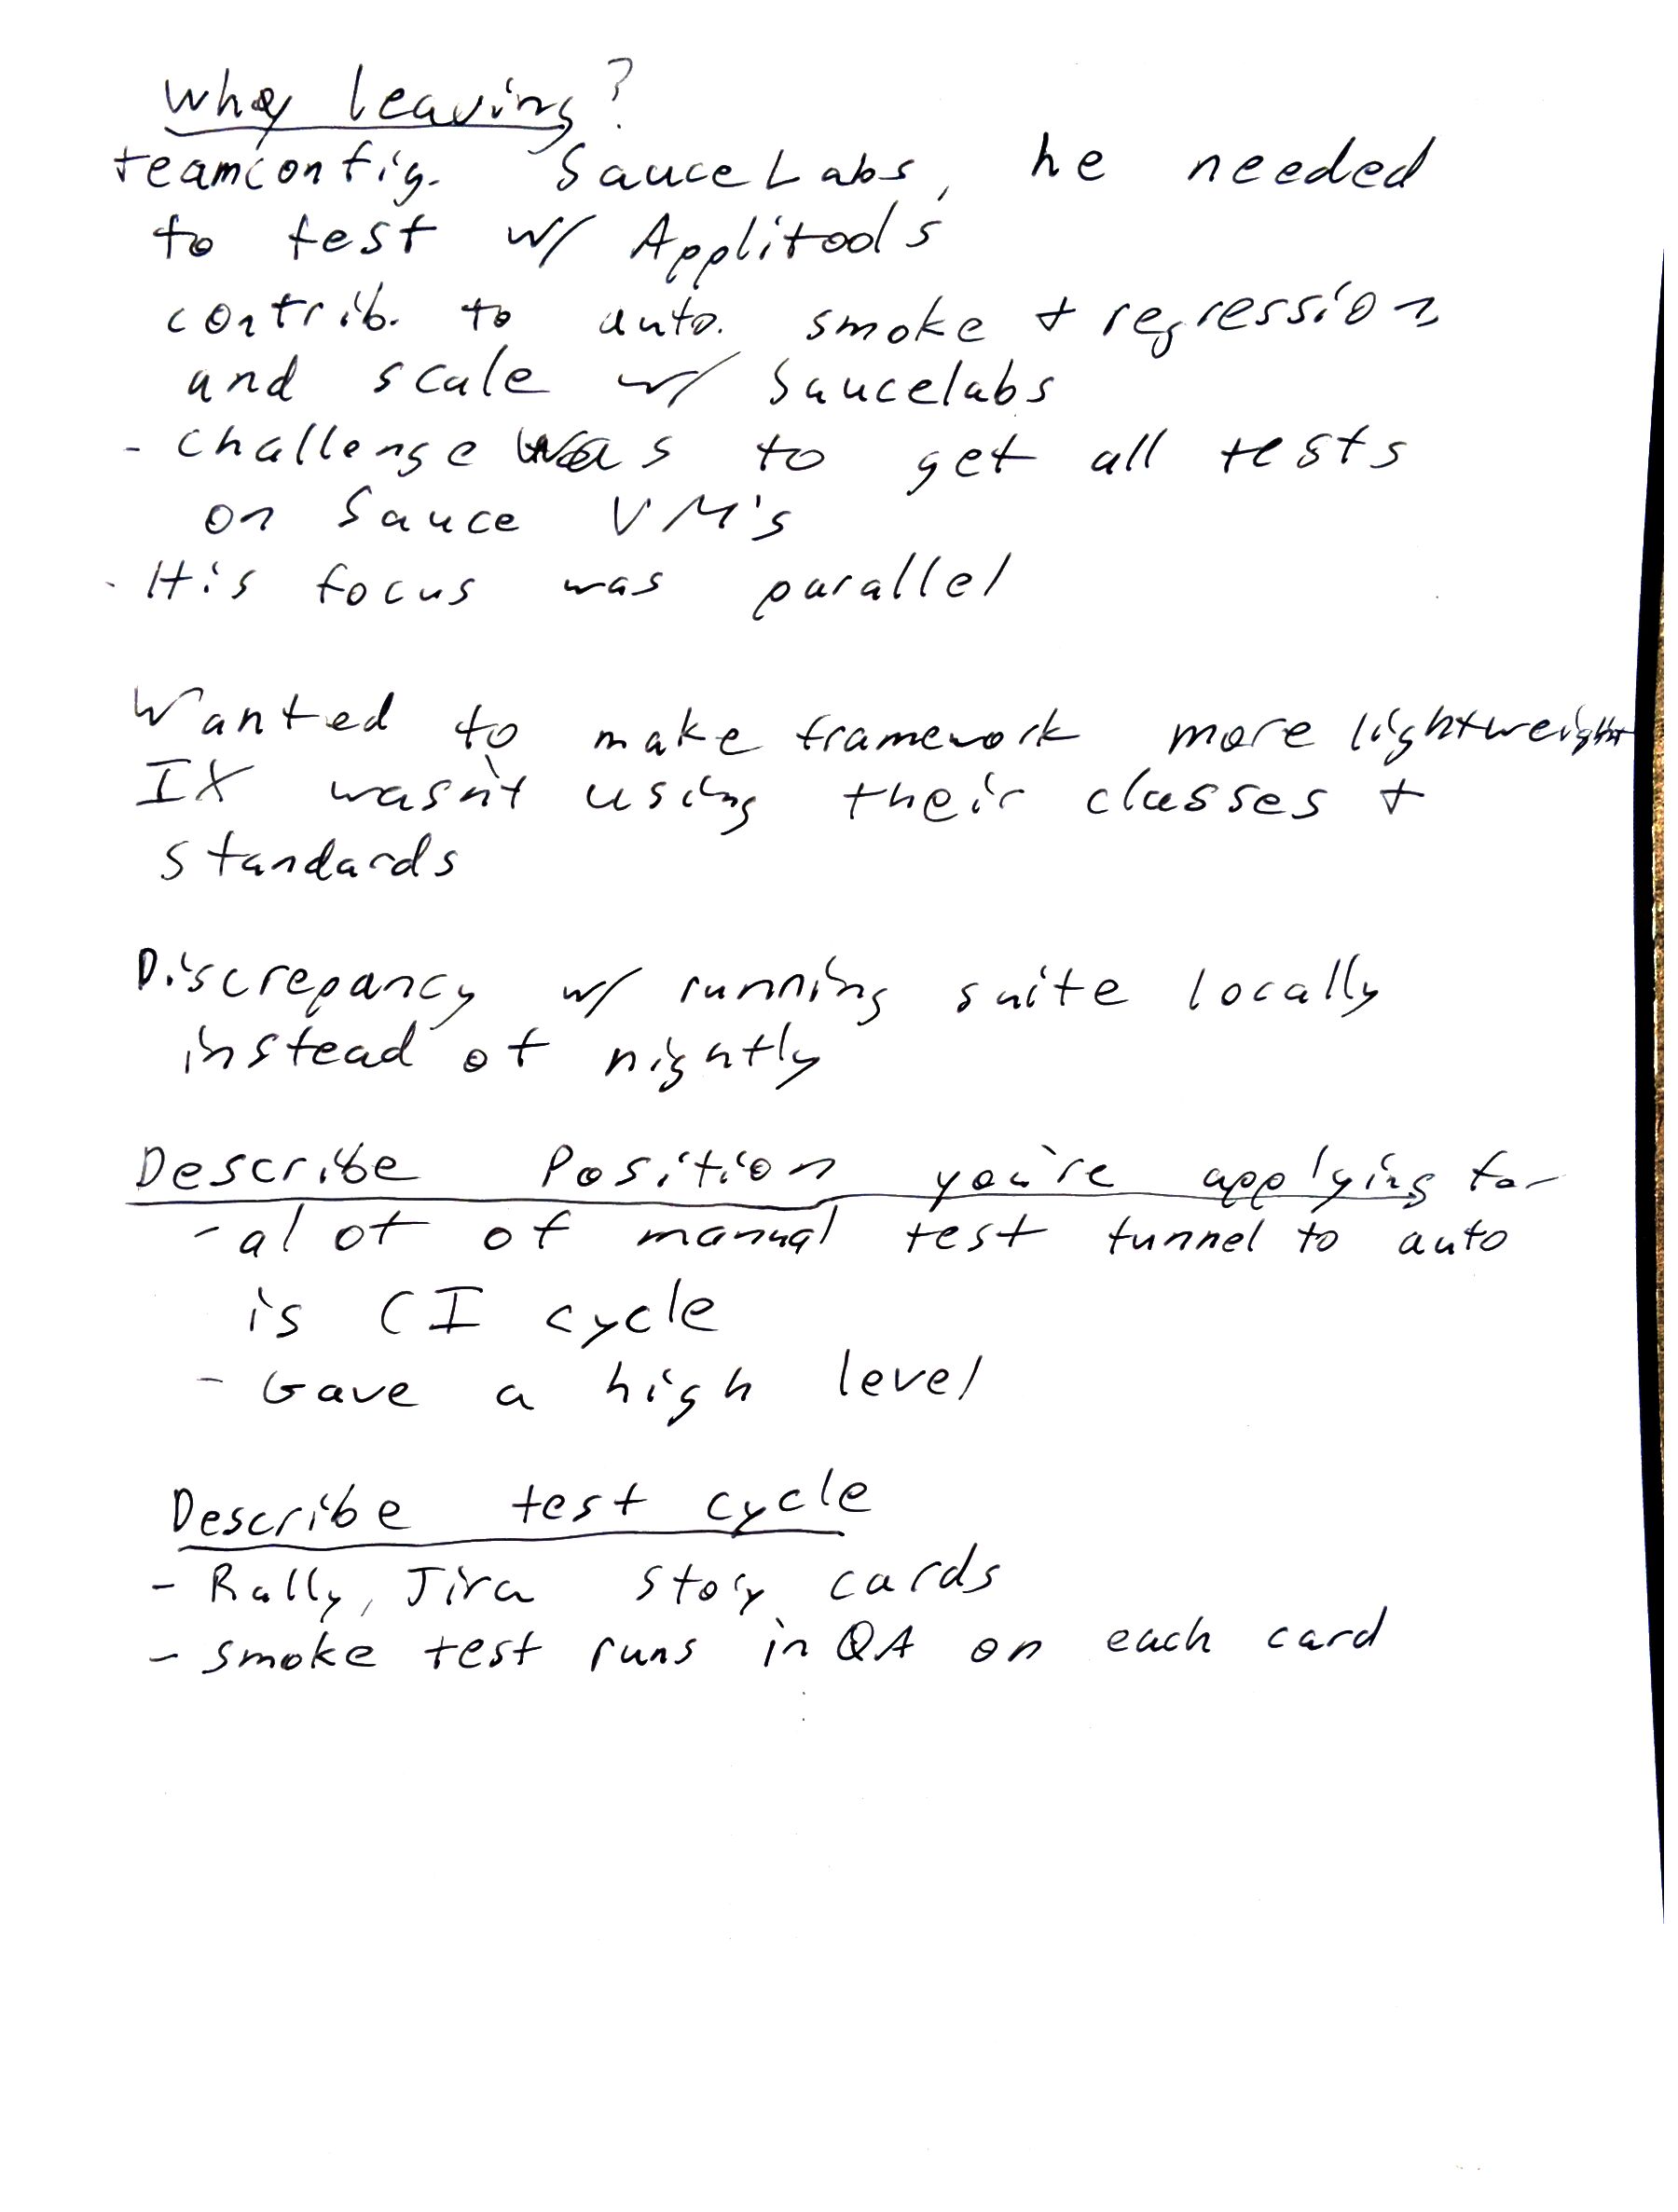 Why leaving?
teamconfig. SauceLabs, he needed
to test w/ Applitools
contrib. to auto. smoke + regression
and scale w/ Saucelabs
- challenge was to get all tests
on Sauce VM's
- His focus was parallel
Wanted to make framework more lightweight
IX wasn't using their classes +
standards
Discrepancy w/ running suite locally
instead of nightly
Describe Position you're applying for
- alot of manual test tunnel to auto
is CI cycle
- Gave a high level
Describe test cycle
- Rally, Jira story cards
- smoke test runs in QA on each card